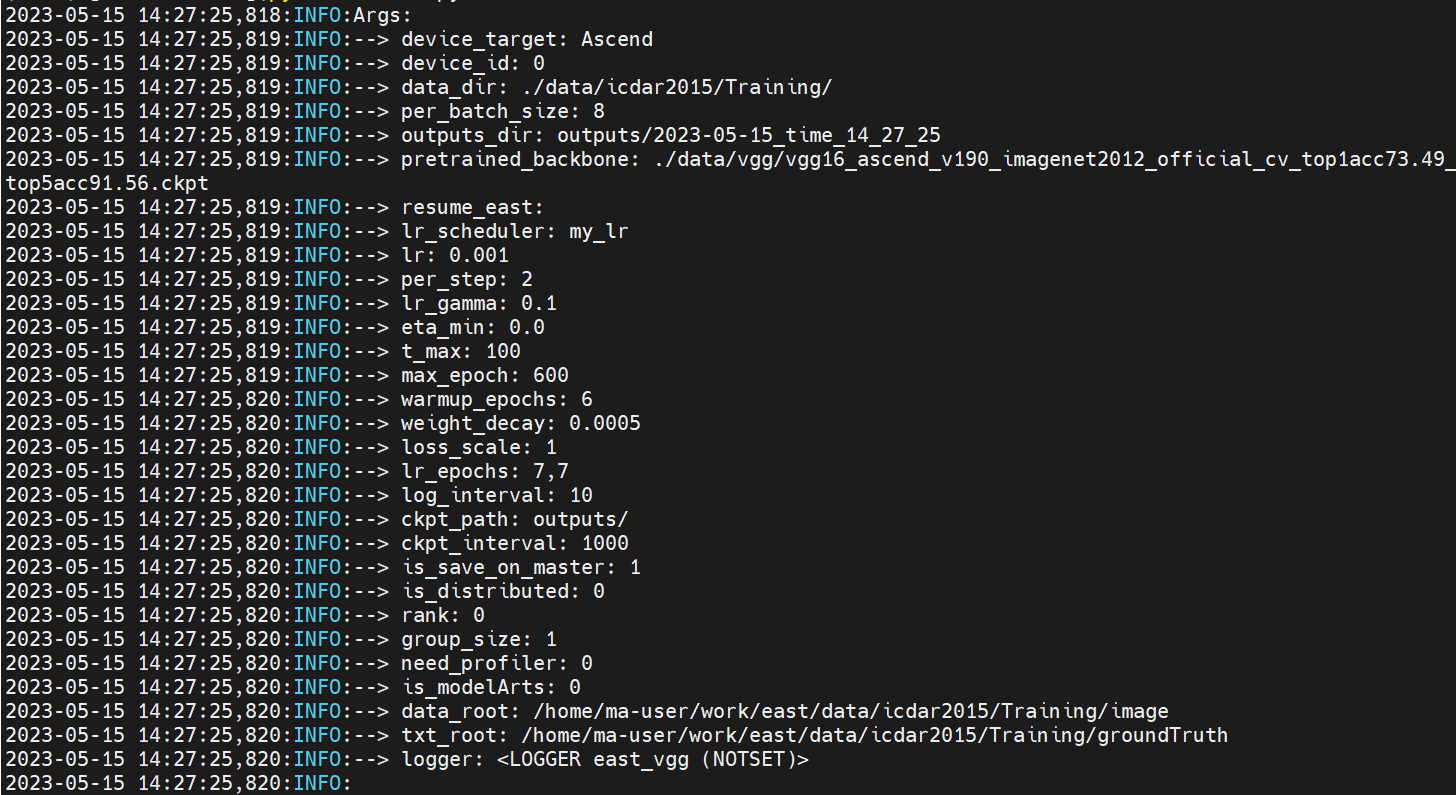 2023-05-15 14:27:25,818:INFO:Args:
2023-05-15 14:27:25,819:INFO:--> device_target: Ascend
2023-05-15 14:27:25,819:INFO:--> device_id: 0
2023-05-15 14:27:25,819:INFO:--> data_dir: ./data/icdar2015/Training/
2023-05-15 14:27:25,819:INFO:--> per_batch_size: 8
2023-05-15 14:27:25,819:INFO:--> outputs_dir: outputs/2023-05-15_time_14_27_25
2023-05-15 14:27:25,819:INFO:--> pretrained_backbone: ./data/vgg/vgg16_ascend_v190_imagenet2012_official_cv_top1acc73.49_
top5acc91.56.ckpt
2023-05-15 14:27:25,819:INFO:--> resume_east:
2023-05-15 14:27:25,819:INFO:--> lr_scheduler: my_lr
2023-05-15 14:27:25,819:INFO:--> lr: 0.001
2023-05-15 14:27:25,819:INFO:--> per_step: 2
2023-05-15 14:27:25,819:INFO:--> lr_gamma: 0.1
2023-05-15 14:27:25,819:INFO:--> eta_min: 0.0
2023-05-15 14:27:25,819:INFO:--> t_max: 100
2023-05-15 14:27:25,819:INFO:--> max_epoch: 600
2023-05-15 14:27:25,820:INFO:--> warmup_epochs: 6
2023-05-15 14:27:25,820:INFO:--> weight_decay: 0.0005
2023-05-15 14:27:25,820:INFO:--> loss_scale: 1
2023-05-15 14:27:25,820:INFO:--> lr_epochs: 7,7
2023-05-15 14:27:25,820:INFO:--> log_interval: 10
2023-05-15 14:27:25,820:INFO:--> ckpt_path: outputs/
2023-05-15 14:27:25,820:INFO:--> ckpt_interval: 1000
2023-05-15 14:27:25,820:INFO:--> is_save_on_master: 1
2023-05-15 14:27:25,820:INFO:--> is_distributed: 0
2023-05-15 14:27:25,820:INFO:--> rank: 0
2023-05-15 14:27:25,820:INFO:--> group_size: 1
2023-05-15 14:27:25,820:INFO:--> need_profiler: 0
2023-05-15 14:27:25,820:INFO:--> is_modelArts: 0
2023-05-15 14:27:25,820:INFO:--> data_root: /home/ma-user/work/east/data/icdar2015/Training/image
2023-05-15 14:27:25,820:INFO:--> txt_root: /home/ma-user/work/east/data/icdar2015/Training/groundTruth
2023-05-15 14:27:25,820:INFO:--> logger: <LOGGER east_vgg (NOTSET)>
2023-05-15 14:27:25,820:INFO: